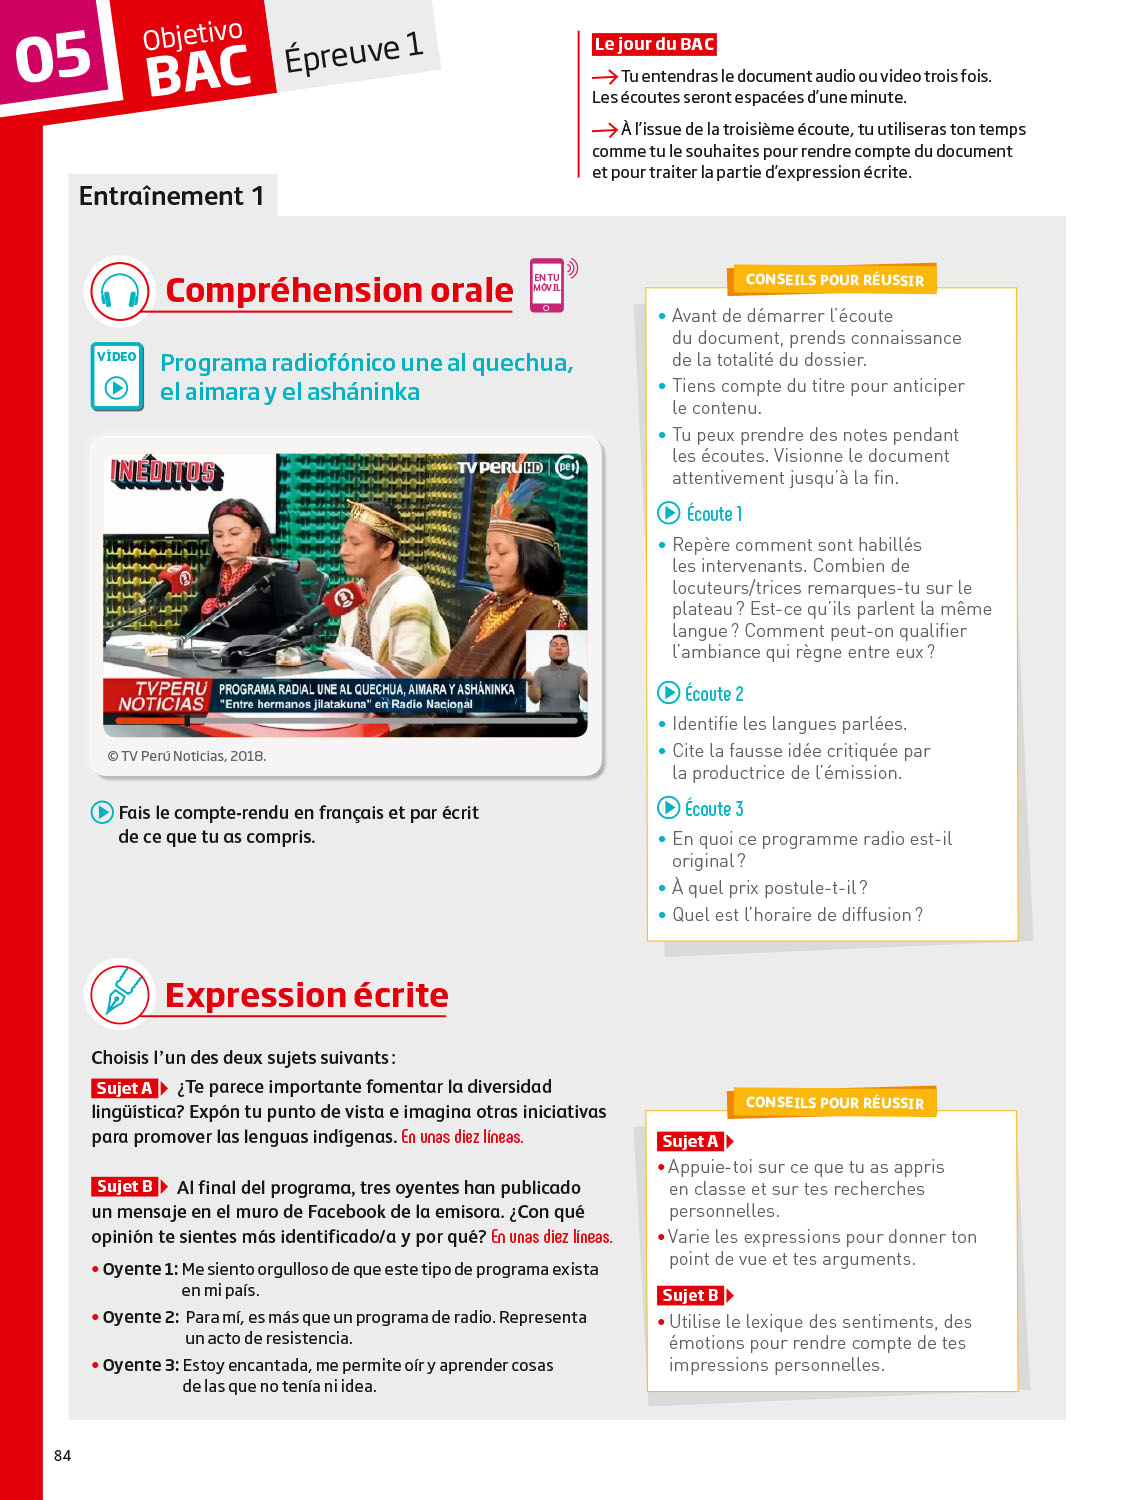 05
Objetivo
BAC
Épreuve 1
Le jour du BAC
Tu entendras le document audio ou video trois fois.
Les écoutes seront espacées d'une minute.
À l'issue de la troisième écoute, tu utiliseras ton temps
comme tu le souhaites pour rendre compte du document
et pour traiter la partie d'expression écrite.
Entraînement 1
Compréhension orale
EN TU
MÓVIL
VÍDEO
Programa radiofónico une al quechua,
el aimara y el asháninka
INÉDITOS
TVPERÚ HD
pe
TVPERÚ
NOTICIAS
PROGRAMA RADIAL UNE AL QUECHUA, AIMARA Y ASHÁNINKA
"Entre hermanos jilatakuna" en Radio Nacional
© TV Perú Noticias, 2018.
Fais le compte-rendu en français et par écrit
de ce que tu as compris.
CONSEILS POUR RÉUSSIR
• Avant de démarrer l'écoute
du document, prends connaissance
de la totalité du dossier.
• Tiens compte du titre pour anticiper
le contenu.
• Tu peux prendre des notes pendant
les écoutes. Visionne le document
attentivement jusqu'à la fin.
Écoute 1
• Repère comment sont habillés
les intervenants. Combien de
locuteurs/trices remarques-tu sur le
plateau ? Est-ce qu'ils parlent la même
langue ? Comment peut-on qualifier
l'ambiance qui règne entre eux ?
Écoute 2
• Identifie les langues parlées.
• Cite la fausse idée critiquée par
la productrice de l'émission.
Écoute 3
• En quoi ce programme radio est-il
original ?
• À quel prix postule-t-il ?
• Quel est l'horaire de diffusion ?
Expression écrite
Choisis l'un des deux sujets suivants :
Sujet A ¿Te parece importante fomentar la diversidad
lingüística? Expón tu punto de vista e imagina otras iniciativas
para promover las lenguas indígenas. En unas diez líneas.
Sujet B Al final del programa, tres oyentes han publicado
un mensaje en el muro de Facebook de la emisora. ¿Con qué
opinión te sientes más identificado/a y por qué? En unas diez líneas.
• Oyente 1: Me siento orgulloso de que este tipo de programa exista
en mi país.
• Oyente 2: Para mí, es más que un programa de radio. Representa
un acto de resistencia.
• Oyente 3: Estoy encantada, me permite oír y aprender cosas
de las que no tenía ni idea.
CONSEILS POUR RÉUSSIR
Sujet A
• Appuie-toi sur ce que tu as appris
en classe et sur tes recherches
personnelles.
• Varie les expressions pour donner ton
point de vue et tes arguments.
Sujet B
• Utilise le lexique des sentiments, des
émotions pour rendre compte de tes
impressions personnelles.
84